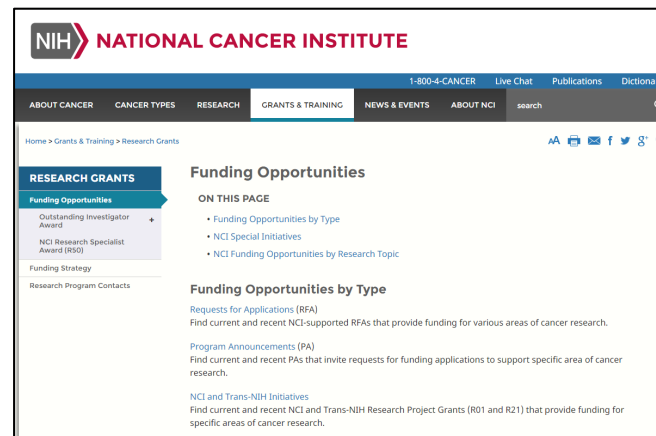 NIH NATIONAL CANCER INSTITUTE
1-800-4-CANCER Live Chat Publications
ABOUT CANCER CANCER TYPES RESEARCH GRANTS & TRAINING NEWS & EVENTS ABOUT NCI search
Home > Grants & Training > Research Grants
AA f g+
RESEARCH GRANTS
Funding Opportunities
Outstanding Investigator
Award +
NCI Research Specialist
Award (R50)
Funding Strategy
Research Program Contacts
Funding Opportunities
ON THIS PAGE
• Funding Opportunities by Type
• NCI Special Initiatives
• NCI Funding Opportunities by Research Topic
Funding Opportunities by Type
Requests for Applications (RFA)
Find current and recent NCI-supported RFAs that provide funding for various areas of cancer research.
Program Announcements (PA)
Find current and recent PAs that invite requests for funding applications to support specific area of cancer
research.
NCI and Trans-NIH Initiatives
Find current and recent NCI and Trans-NIH Research Project Grants (R01 and R21) that provide funding for
specific areas of cancer research.